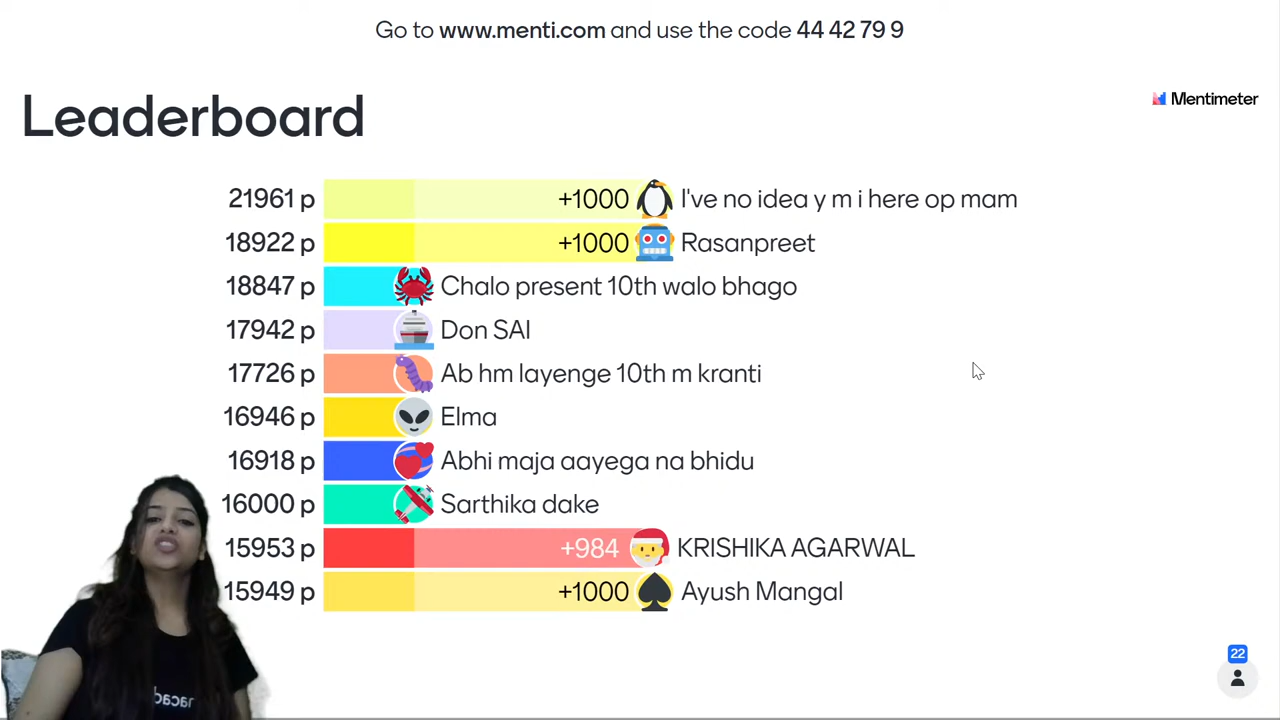 Go to www.menti.com and use the code 44 42 79 9
Leaderboard
Mentimeter
21961 p +1000 I've no idea y m i here op mam
18922 p +1000 Rasanpreet
18847 p Chalo present 10th walo bhago
17942 p Don SAI
17726 p Ab hm layenge 10th m kranti
16946 p Elma
16918 p Abhi maja aayega na bhidu
16000 p Sarthika dake
15953 p +984 KRISHIKA AGARWAL
15949 p +1000 Ayush Mangal
22